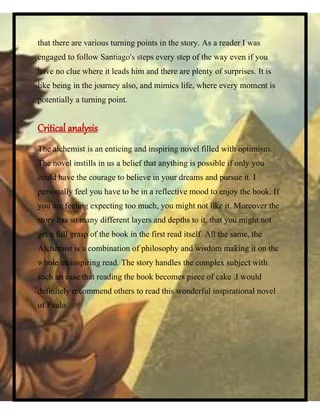 that there are various turning points in the story. As a reader I was
engaged to follow Santiago's steps every step of the way even if you
have no clue where it leads him and there are plenty of surprises. It is
like being in the journey also, and mimics life, where every moment is
potentially a turning point.
Critical analysis
The alchemist is an enticing and inspiring novel filled with optimism.
The novel instills in us a belief that anything is possible if only you
could have the courage to believe in your dreams and pursue it. I
personally feel you have to be in a reflective mood to enjoy the book. If
you are feeling expecting too much, you might not like it. Moreover the
story has so many different layers and depths to it, that you might not
get a full grasp of the book in the first read itself. All the same, the
Alchemist is a combination of philosophy and wisdom making it on the
whole an inspiring read. The story handles the complex subject with
such an ease that reading the book becomes piece of cake .I would
definitely recommend others to read this wonderful inspirational novel
of Paulo.